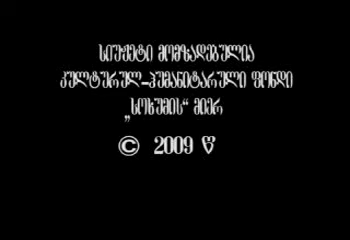 სიუჟეტი მომზადებულია
კულტურულ-ჰუმანიტარული ფონდი
„სოხუმის“ მიერ
© 2009 წ